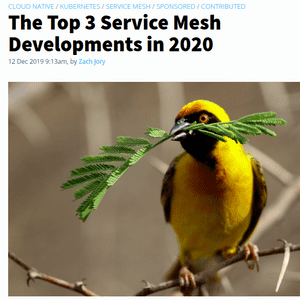 CLOUD NATIVE / KUBERNETES / SERVICE MESH / SPONSORED / CONTRIBUTED
The Top 3 Service Mesh
Developments in 2020
12 Dec 2019 9:13am, by Zach Jory